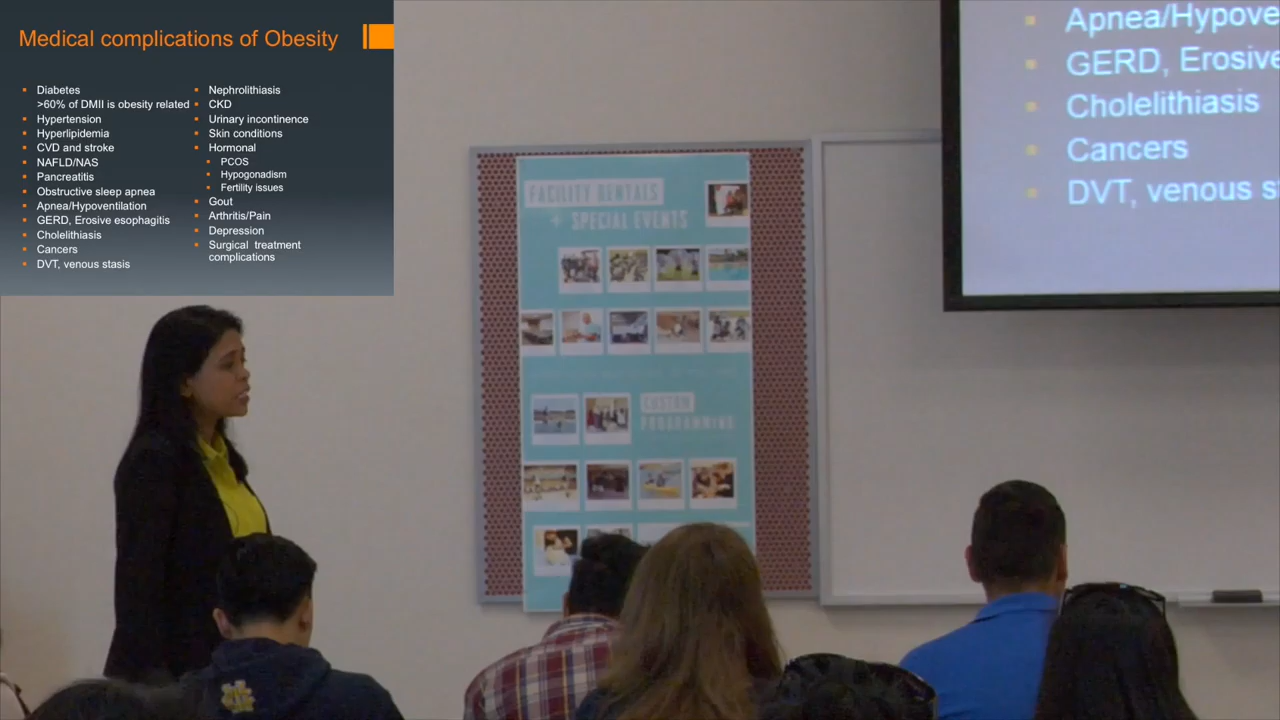 Medical complications of Obesity
Diabetes
>60% of DMII is obesity related
Hypertension
Hyperlipidemia
CVD and stroke
NAFLD/NAS
Pancreatitis
Obstructive sleep apnea
Apnea/Hypoventilation
GERD, Erosive esophagitis
Cholelithiasis
Cancers
DVT, venous stasis
Nephrolithiasis
CKD
Urinary incontinence
Skin conditions
Hormonal
PCOS
Hypogonadism
Fertility issues
Gout
Arthritis/Pain
Depression
Surgical treatment
complications
FACILITY RENTALS
+ SPECIAL EVENTS
CUSTOM
PROGRAMMING
Apnea/Hypove
GERD, Erosive
Cholelithiasis
Cancers
DVT, venous s